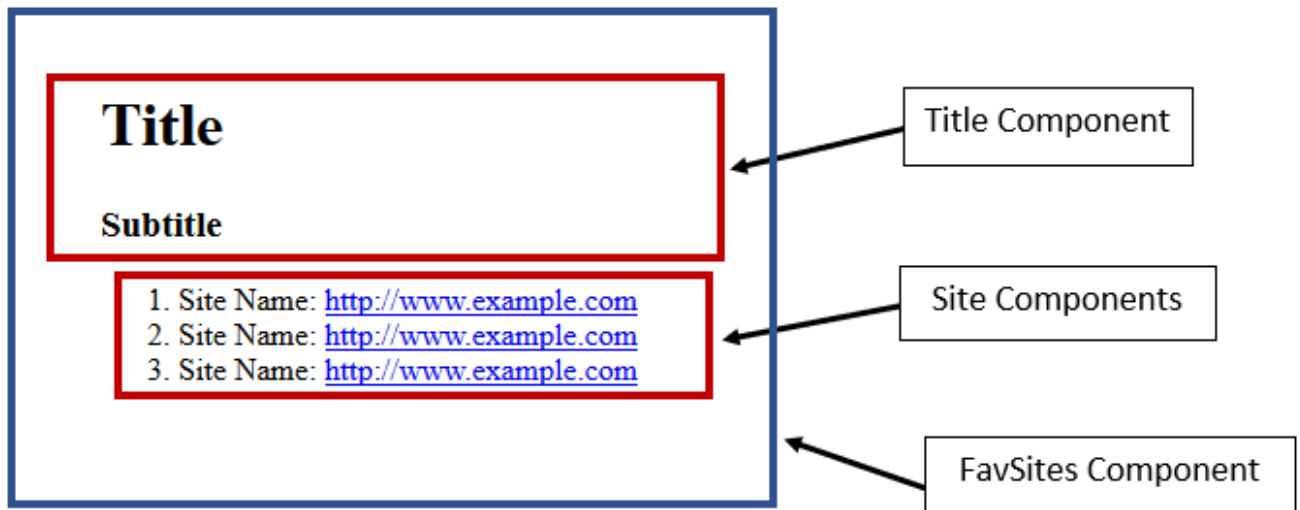 Title
Title Component
Subtitle
1. Site Name: http://www.example.com
2. Site Name: http://www.example.com
3. Site Name: http://www.example.com
Site Components
FavSites Component